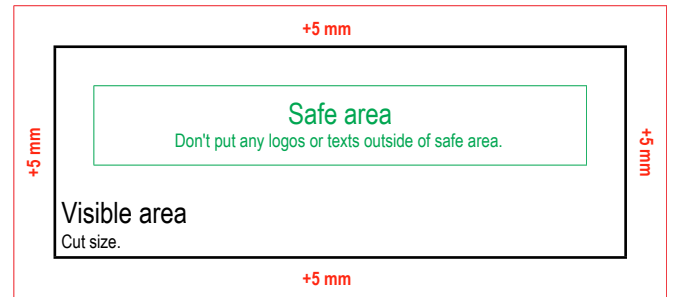 +5 mm
Safe area
Don't put any logos or texts outside of safe area.
+5 mm
+5 mm
Visible area
Cut size.
+5 mm